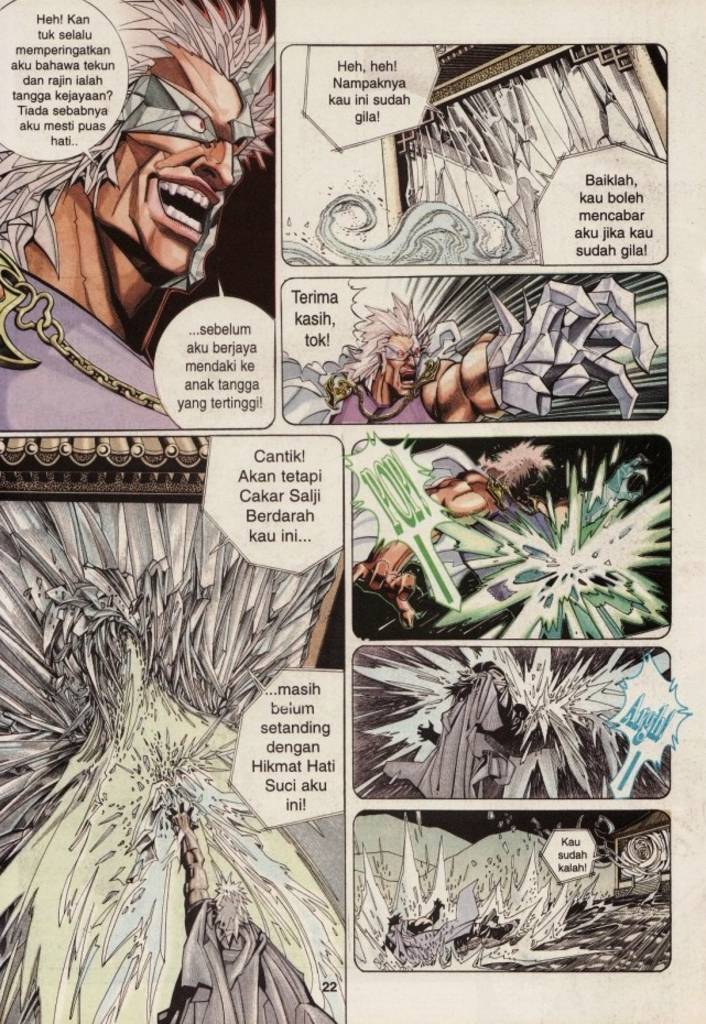 Heh! Kan
tuk selalu
memperingatkan
aku bahawa tekun
dan rajin ialah
tangga kejayaan?
Tiada sebabnya
aku mesti puas
hati..
...sebelum
aku berjaya
mendaki ke
anak tangga
yang tertinggi!
Heh, heh!
Nampaknya
kau ini sudah
gila!
Baiklah,
kau boleh
mencabar
aku jika kau
sudah gila!
Terima
kasih,
tok!
Cantik!
Akan tetapi
Cakar Salji
Berdarah
kau ini...
...masih
belum
setanding
dengan
Hikmat Hati
Suci aku
ini!
POP!
Argh!
Kau
sudah
kalah!
22